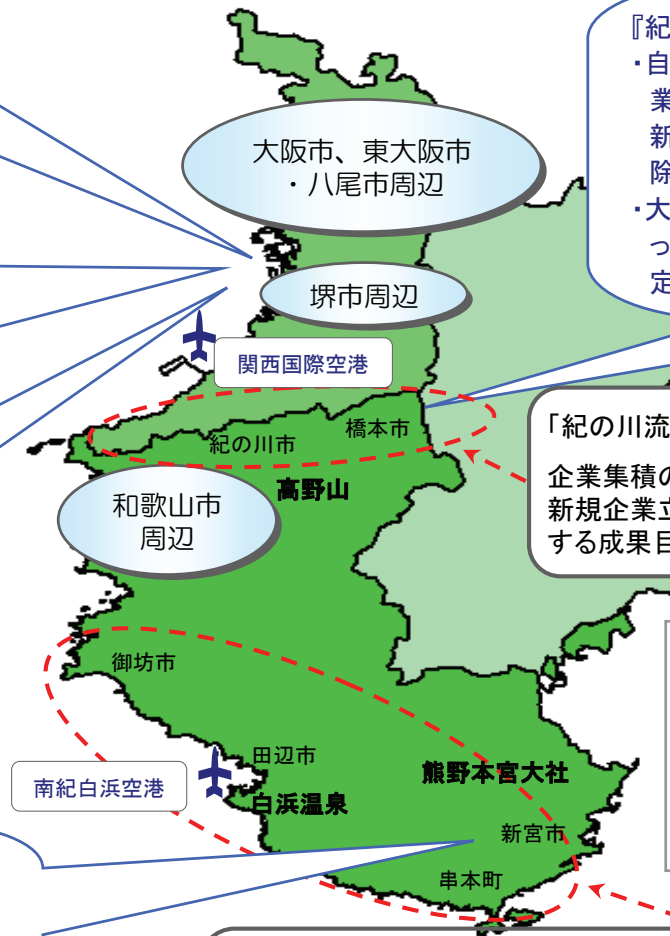 『紀
・自
業
新
除
・大
っ
定
大阪市、東大阪市
・八尾市周辺
堺市周辺
関西国際空港
橋本市
紀の川市
高野山
「紀の川流
企業集積の
新規企業立
する成果目
和歌山市
周辺
御坊市
田辺市
南紀白浜空港
白浜温泉
熊野本宮大社
新宮市
串本町